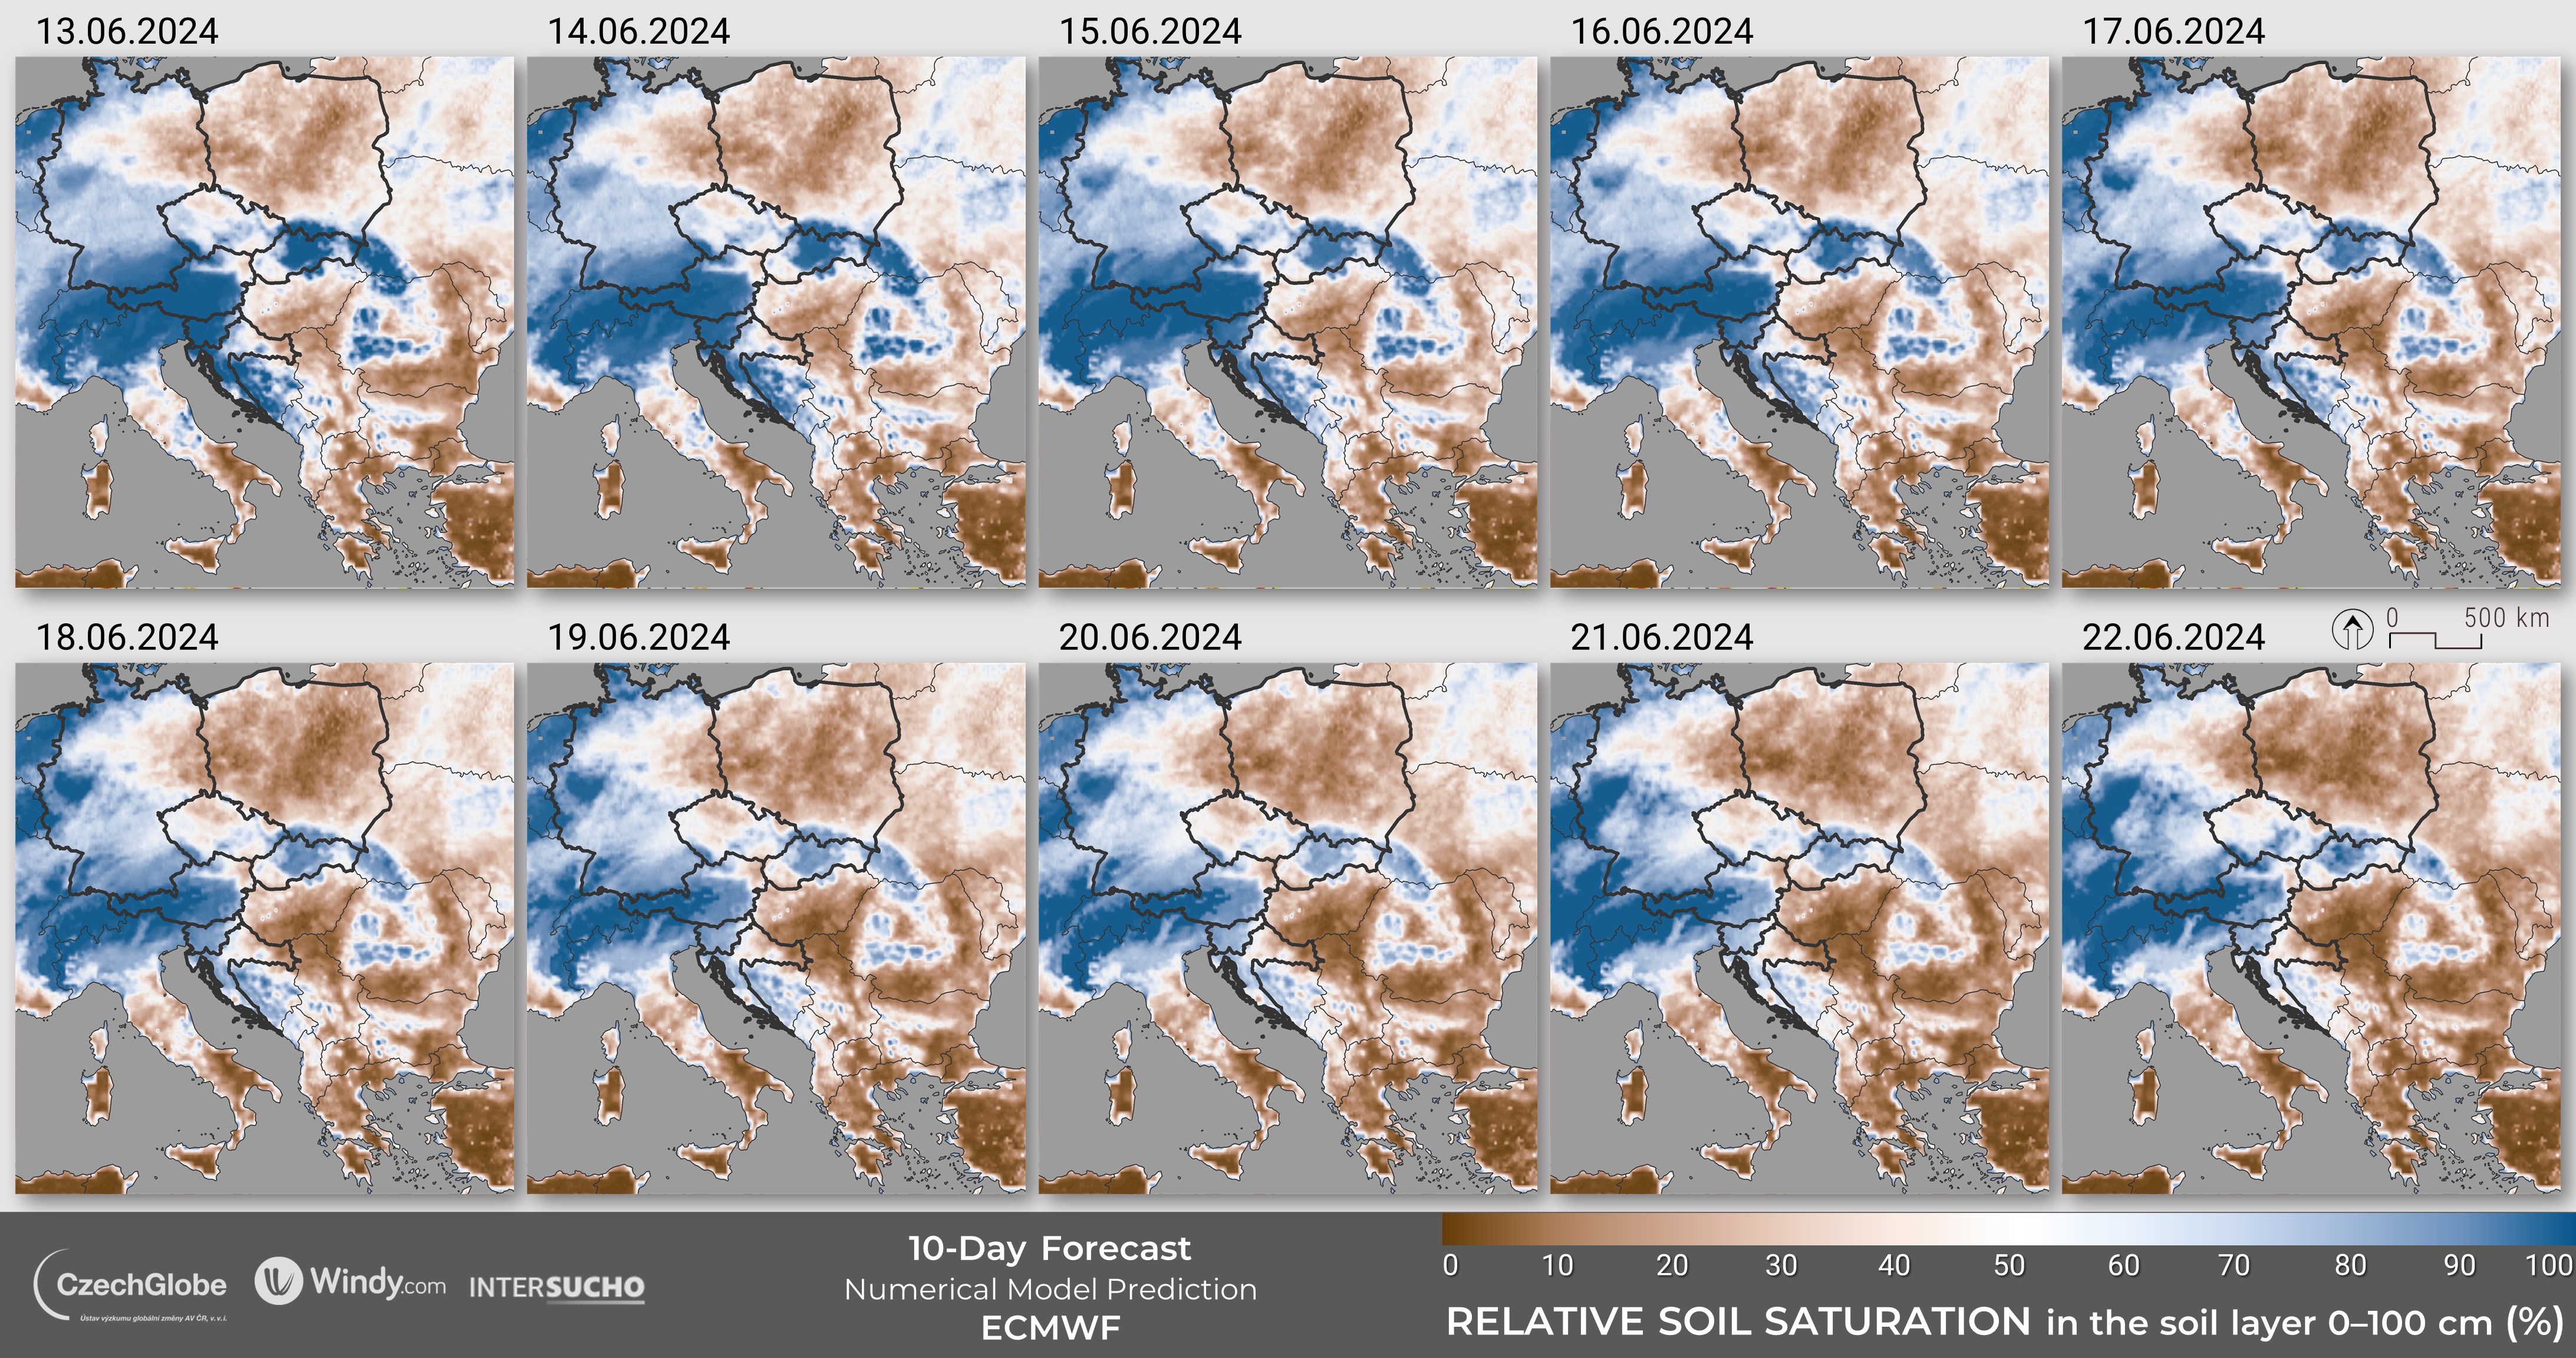 13.06.2024
14.06.2024
15.06.2024
16.06.2024
17.06.2024
18.06.2024
19.06.2024
20.06.2024
21.06.2024
22.06.2024
0 500 km
CzechGlobe
Ústav výzkumu globální změny AV ČR, v. v. i.
Windy.com
INTERSUCHO
10-Day Forecast
Numerical Model Prediction
ECMWF
0 10 20 30 40 50 60 70 80 90 100
RELATIVE SOIL SATURATION in the soil layer 0–100 cm (%)